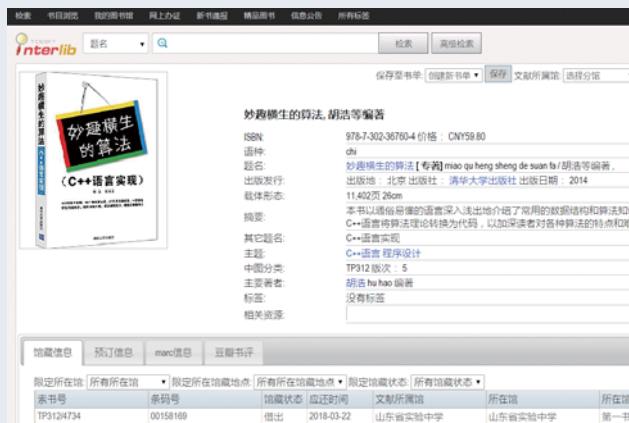 检索 书目浏览 我的图书馆 网上办证 新书通报 精品图书 信息公告 所有标签
interlib 题名 检索 高级检索
保存至书单: 创建新书单 保存 文献所属馆: 选择分馆
妙趣横生的算法
C++语言实现
妙趣横生
的算法
(C++语言实现)
妙趣横生的算法, 胡浩等编著
ISBN: 978-7-302-36760-4 价格 : CNY59.80
语种: chi
题名: 妙趣横生的算法 [ 专著] miao qu heng sheng de suan fa / 胡浩等编著 ,
出版发行: 出版地 : 北京 出版社 : 清华大学出版社 出版日期 : 2014
载体形态: 11,402页 26cm
摘要: 本书以通俗易懂的语言深入浅出地介绍了常用的数据结构和算法知
C++语言将算法理论转换为代码，以加深读者对各种算法的特点和难
其它题名: C++语言实现
主题: C++语言 程序设计
中图分类: TP312 版次 : 5
主要著者: 胡浩 hu hao 编著
标签: 没有标签
相关资源:
馆藏信息 预订信息 marc信息 豆瓣书评
限定所在馆: 所有所在馆 限定所在馆藏地点: 所有所在馆藏地点 限定馆藏状态: 所有馆藏状态
索书号 条码号 馆藏状态 应还时间 文献所属馆 所在馆 所在馆
TP312/4734 00158169 借出 2018-03-22 山东省实验中学 山东省实验中学 第一书